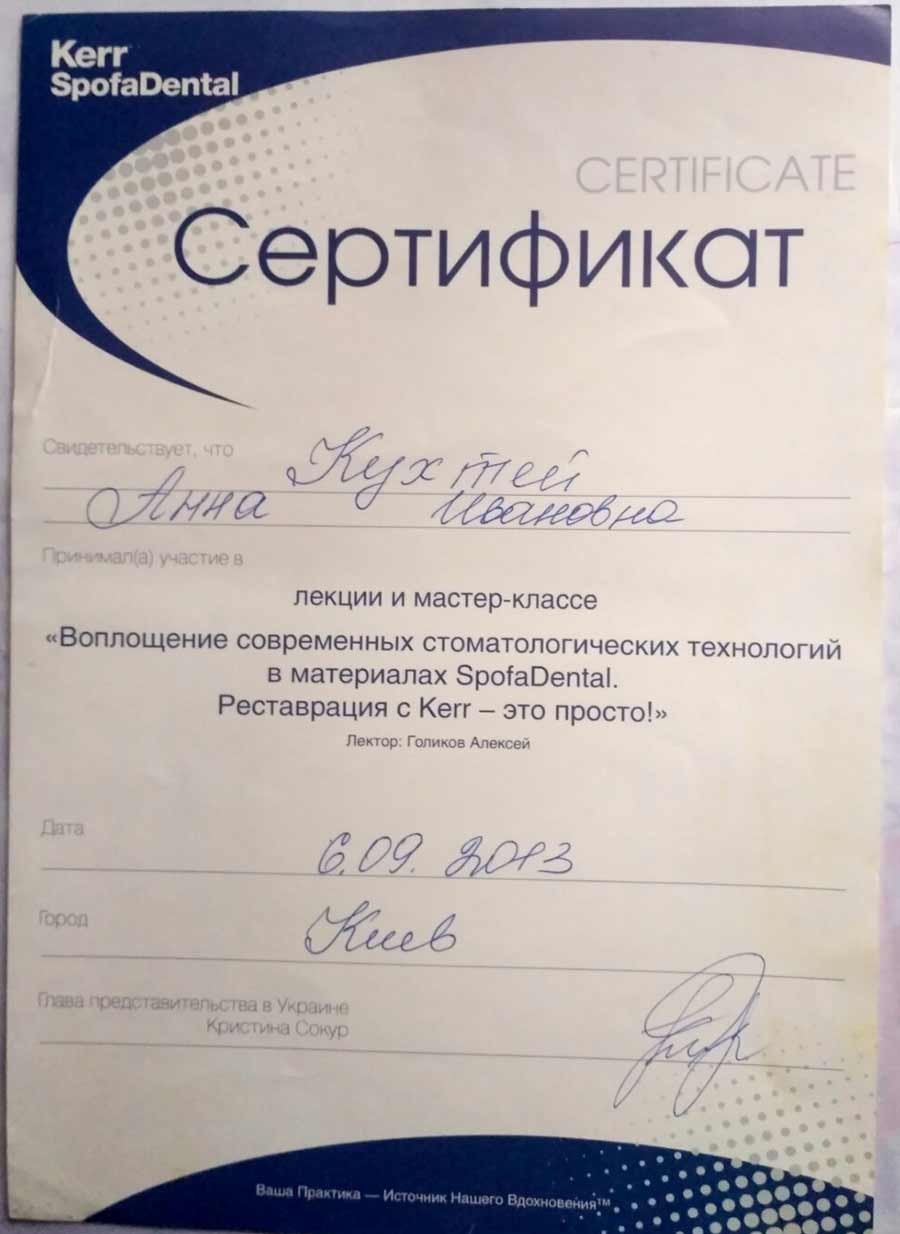 Kerr
SpofaDental
CERTIFICATE
Сертификат
Свидетельствует, что
Кухтей
Анна Ивановна
Принимал(а) участие в
лекции и мастер-классе
«Воплощение современных стоматологических технологий
в материалах SpofaDental.
Реставрация с Kerr – это просто!»
Лектор: Голиков Алексей
Дата
6.09.2013
Город
Киев
Глава представительства в Украине
Кристина Сокур
Ваша Практика — Источник Нашего Вдохновения™